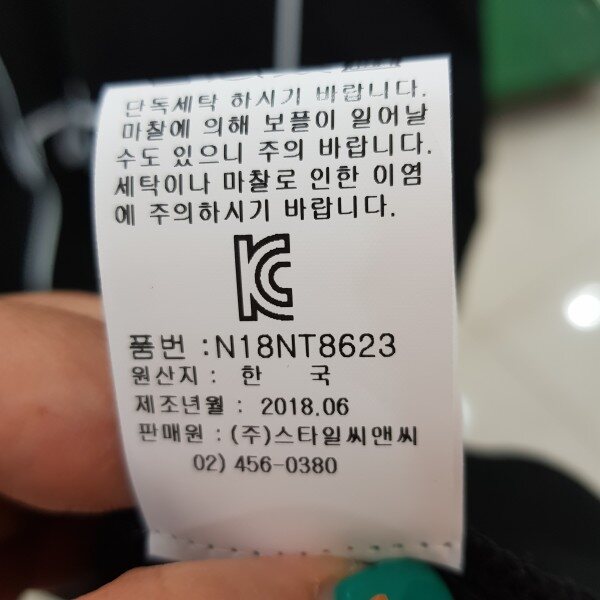 단독세탁 하시기 바랍니다.
마찰에 의해 보플이 일어날
수도 있으니 주의 바랍니다.
세탁이나 마찰로 인한 이염
에 주의하시기 바랍니다.
KC
품번 : N18NT8623
원산지 : 한 국
제조년월 : 2018.06
판매원 : (주)스타일씨앤씨
02) 456-0380